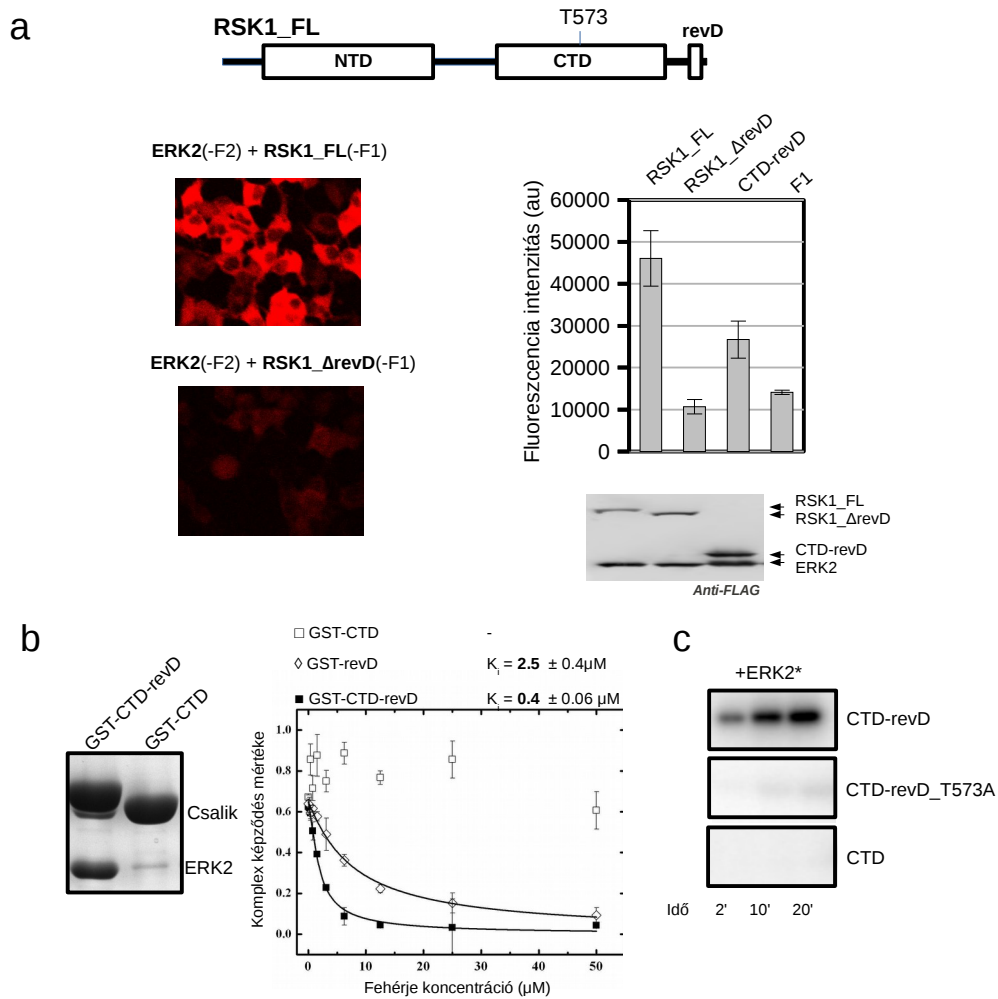 a
RSK1_FL
T573
revD
NTD
CTD
ERK2(-F2) + RSK1_FL(-F1)
ERK2(-F2) + RSK1_ΔrevD(-F1)
RSK1_FL
RSK1_ΔrevD
CTD-revD
F1
Fluoreszcencia intenzitás (au)
60000
50000
40000
30000
20000
10000
0
RSK1_FL
RSK1_ΔrevD
CTD-revD
ERK2
Anti-FLAG
b
GST-CTD-revD
GST-CTD
Csalik
ERK2
GST-CTD -
GST-revD Ki = 2.5 ± 0.4µM
GST-CTD-revD Ki = 0.4 ± 0.06 µM
Komplex képződés mértéke
1.0
0.8
0.6
0.4
0.2
0.0
0 10 20 30 40 50
Fehérje koncentráció (µM)
c
+ERK2*
CTD-revD
CTD-revD_T573A
CTD
Idő 2' 10' 20'